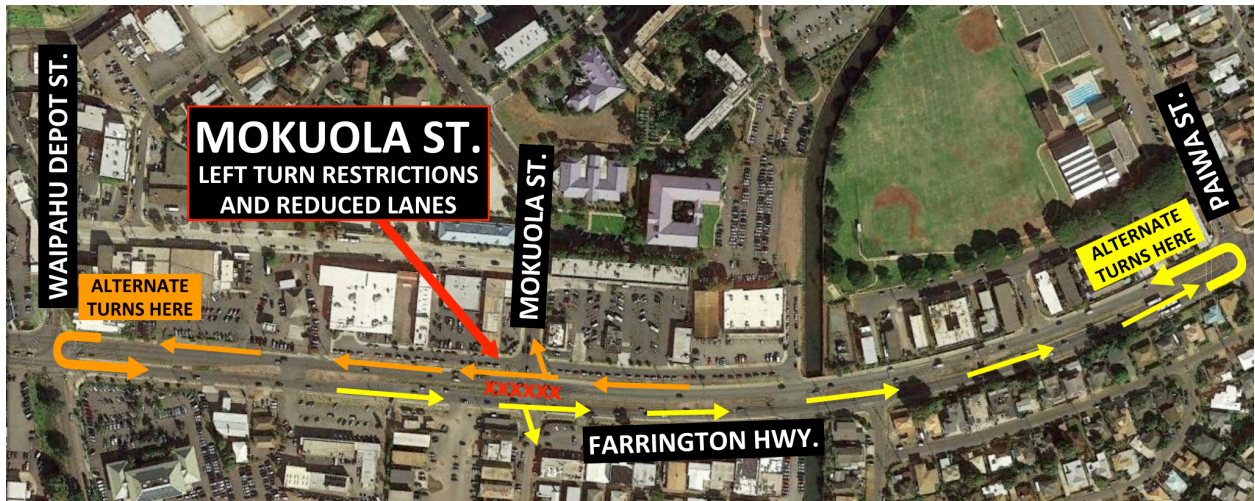 WAIPAHU DEPOT ST.
MOKUOLA ST.
LEFT TURN RESTRICTIONS
AND REDUCED LANES
MOKUOLA ST.
PAIWA ST.
ALTERNATE
TURNS HERE
ALTERNATE
TURNS HERE
XXXXXX
FARRINGTON HWY.